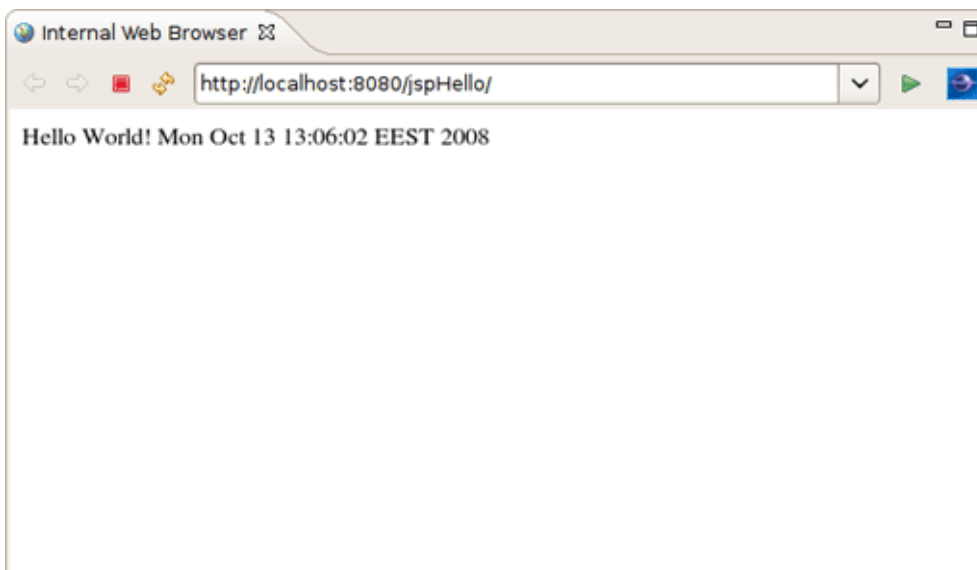 Internal Web Browser
http://localhost:8080/jspHello/
Hello World! Mon Oct 13 13:06:02 EEST 2008